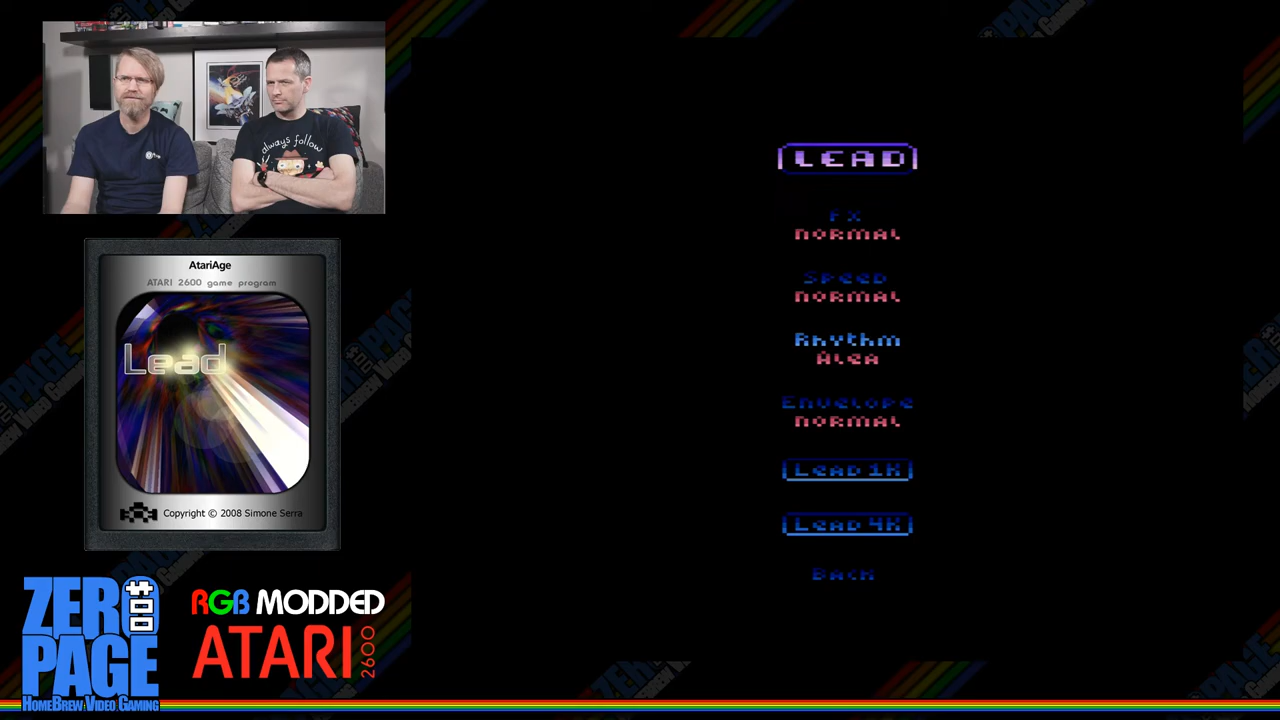 always follow
AtariAge
ATARI 2600 game program
Lead
Copyright © 2008 Simone Serra
ZERO
PAGE
HomeBrew Video Gaming
RGB MODDED
ATARI 2600
LEAD
FX
NORMAL
Speed
NORMAL
Rhythm
Alea
Envelope
NORMAL
Lead 1K
Lead 4K
Back